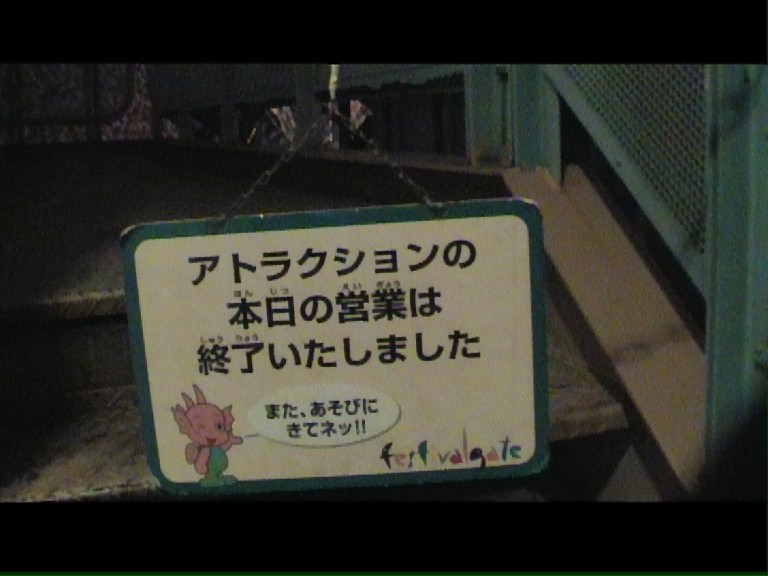 アトラクションの
本日の営業は
終了いたしました
また、あそびに
きてネッ!!
festivalgate